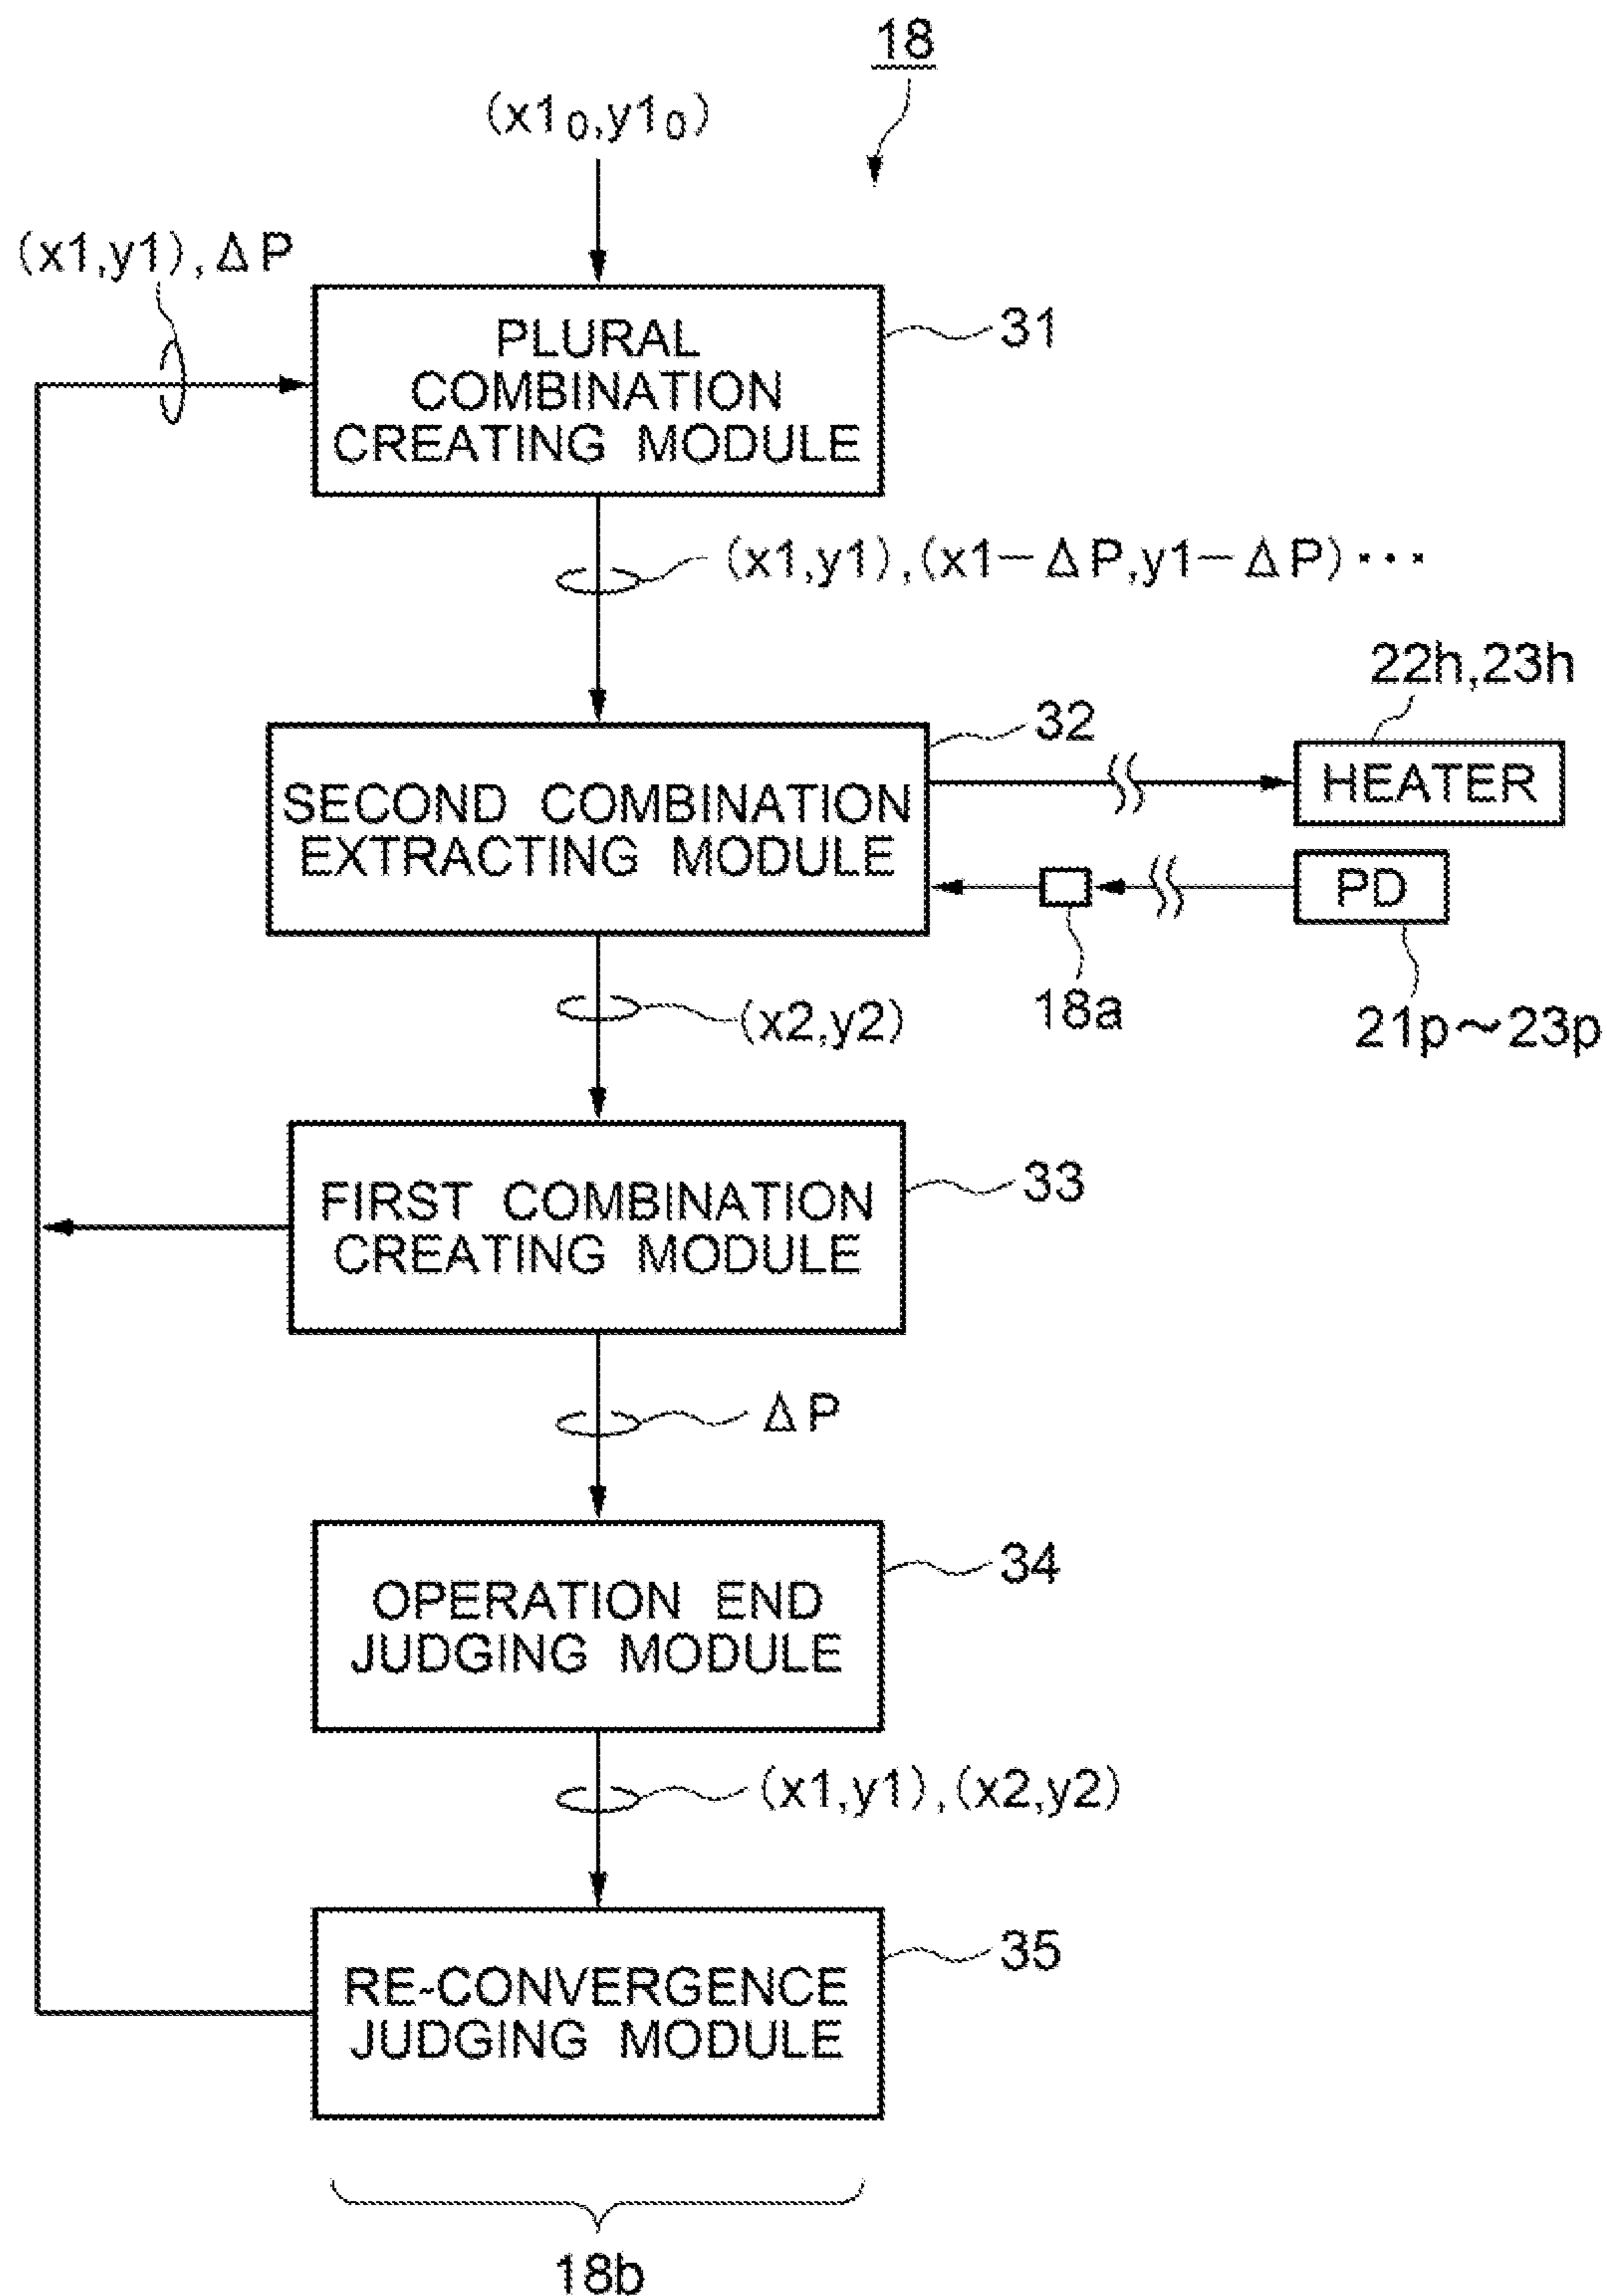 18
(x1₀,y1₀)
(x1,y1),ΔP
PLURAL
COMBINATION
CREATING MODULE
31
(x1,y1),(x1−ΔP,y1−ΔP)···
22h,23h
32
HEATER
SECOND COMBINATION
EXTRACTING MODULE
PD
18a
(x2,y2)
21p~23p
33
FIRST COMBINATION
CREATING MODULE
ΔP
34
OPERATION END
JUDGING MODULE
(x1,y1),(x2,y2)
35
RE-CONVERGENCE
JUDGING MODULE
18b